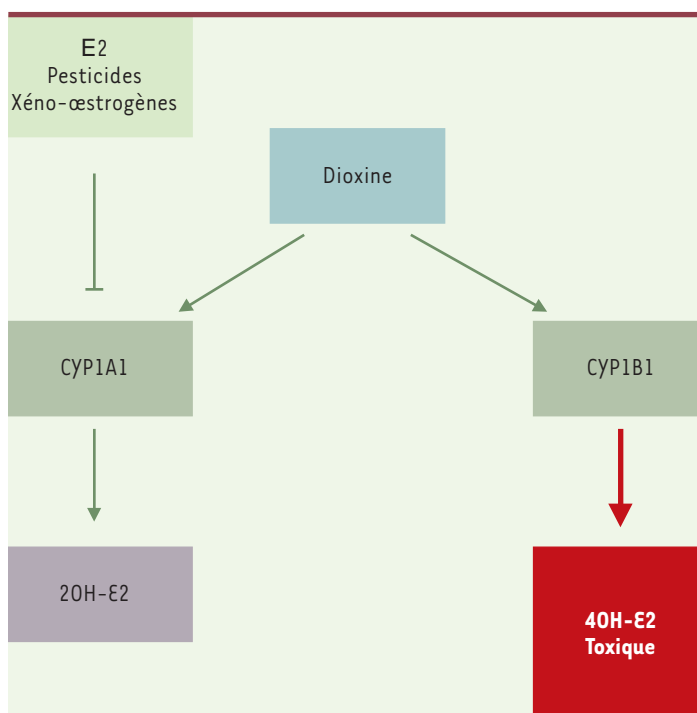 E2
Pesticides
Xéno-œstrogènes
Dioxine
CYP1A1
CYP1B1
2OH-E2
4OH-E2
Toxique